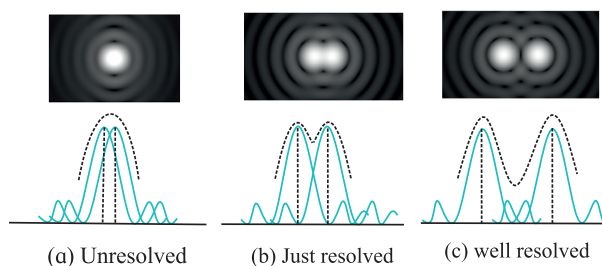 (a) Unresolved
(b) Just resolved
(c) well resolved